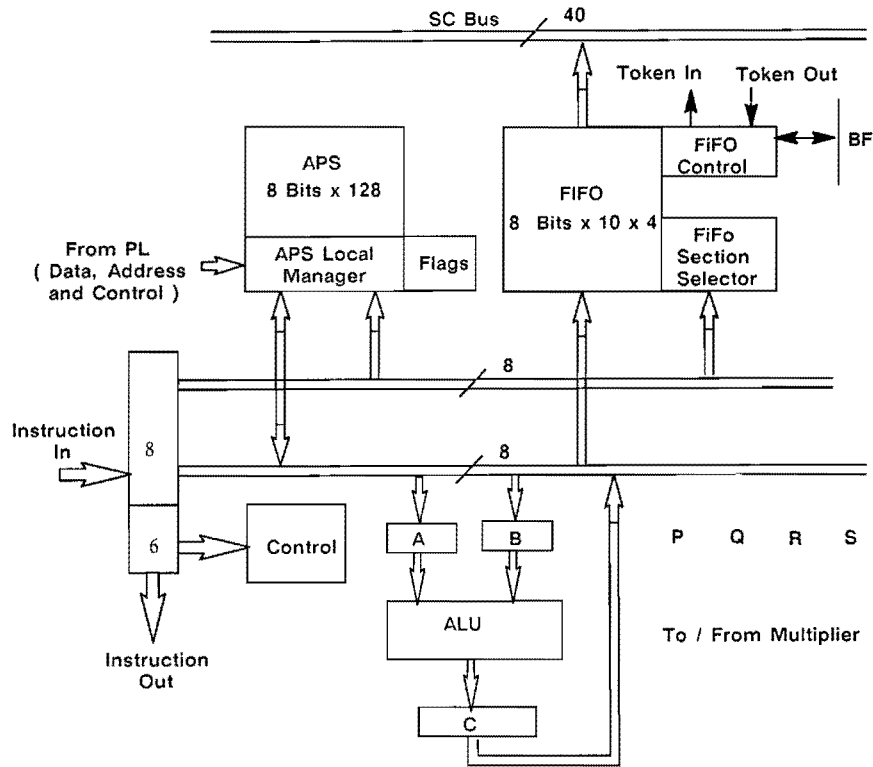 SC Bus
40
Token In
Token Out
APS
8 Bits x 128
FIFO
8 Bits x 10 x 4
FiFO
Control
BF
From PL
( Data, Address
and Control )
APS Local
Manager
Flags
FiFo
Section
Selector
8
Instruction
In
8
8
6
Control
A
B
P Q R S
ALU
To / From Multiplier
Instruction
Out
C